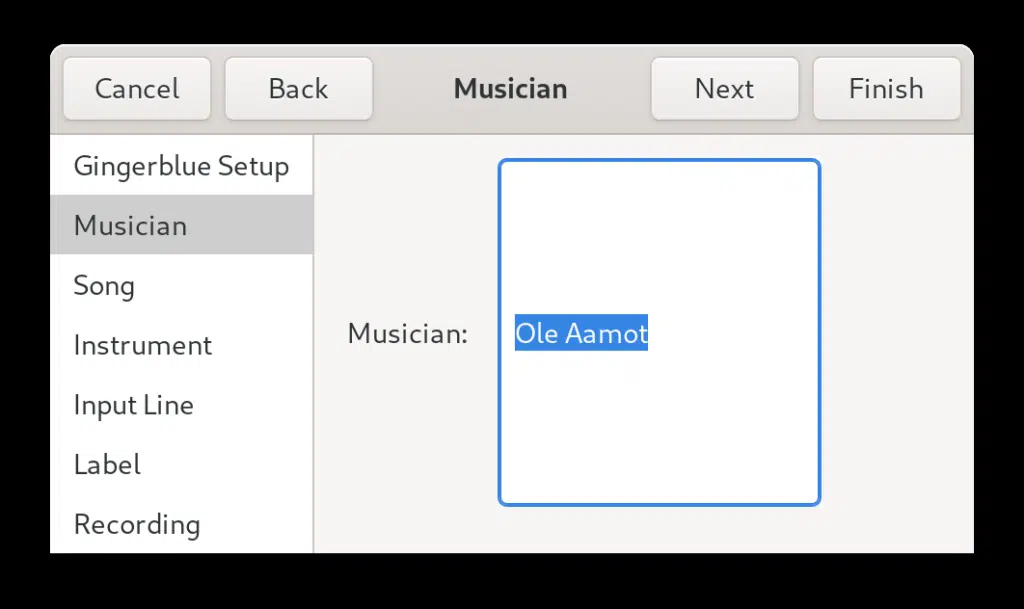 Cancel
Back
Musician
Next
Finish
Gingerblue Setup
Musician
Song
Instrument
Input Line
Label
Recording
Musician:
Ole Aamot